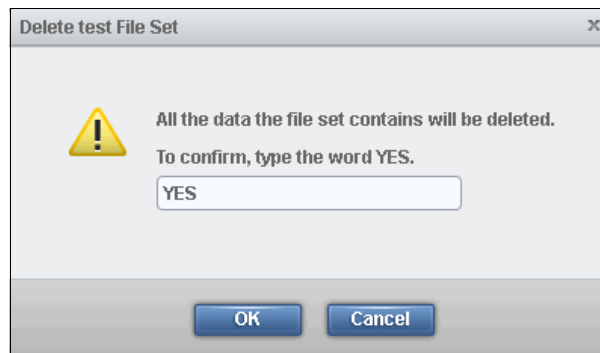 Delete test File Set
x
All the data the file set contains will be deleted.
To confirm, type the word YES.
YES
OK Cancel